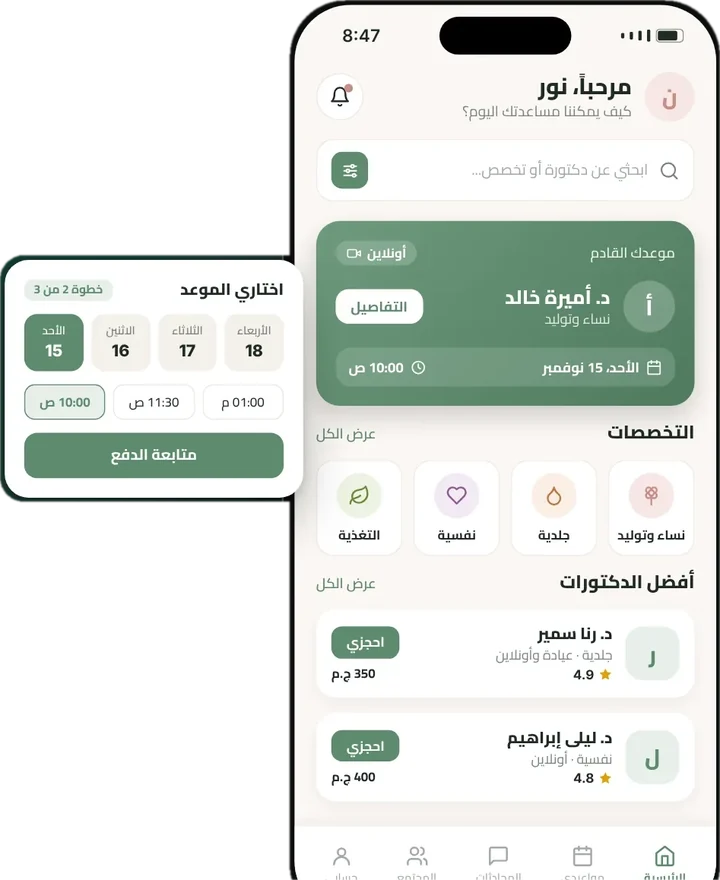 8:47
مرحباً، نور
ن
كيف يمكننا مساعدتك اليوم؟
ابحثي عن دكتورة أو تخصص...
موعدك القادم
أونلاين
أ
د. أميرة خالد
نساء وتوليد
التفاصيل
الأحد، 15 نوفمبر
10:00 ص
اختاري الموعد
خطوة 2 من 3
الأربعاء
18
الثلاثاء
17
الاثنين
16
الأحد
15
01:00 م
11:30 ص
10:00 ص
متابعة الدفع
التخصصات
عرض الكل
نساء وتوليد
جلدية
نفسية
التغذية
أفضل الدكتورات
عرض الكل
ر
د. رنا سمير
جلدية · عيادة وأونلاين
4.9
احجزي
350 ج.م
ل
د. ليلى إبراهيم
نفسية · أونلاين
4.8
احجزي
400 ج.م